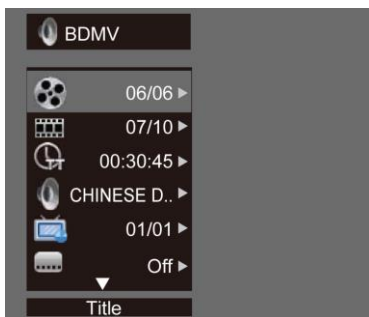 BDMV
06/06
07/10
00:30:45
CHINESE D..
01/01
Off
Title